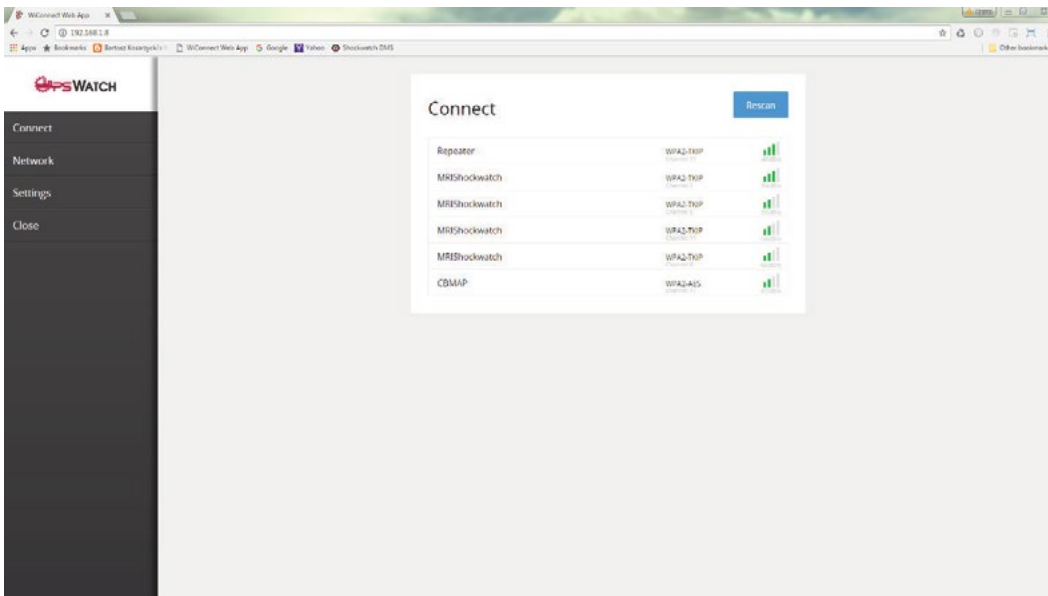 WiConnect Web App
192.168.1.8
Apps Bookmarks WiConnect Web App Google Yahoo Shockwatch DMS Other bookmark
OPSWATCH
Connect
Network
Settings
Close
Connect
Rescan
Repeater WPA2-TKIP
MRIShockwatch WPA2-TKIP
MRIShockwatch WPA2-TKIP
MRIShockwatch WPA2-TKIP
MRIShockwatch WPA2-TKIP
CBMAP WPA2-AES